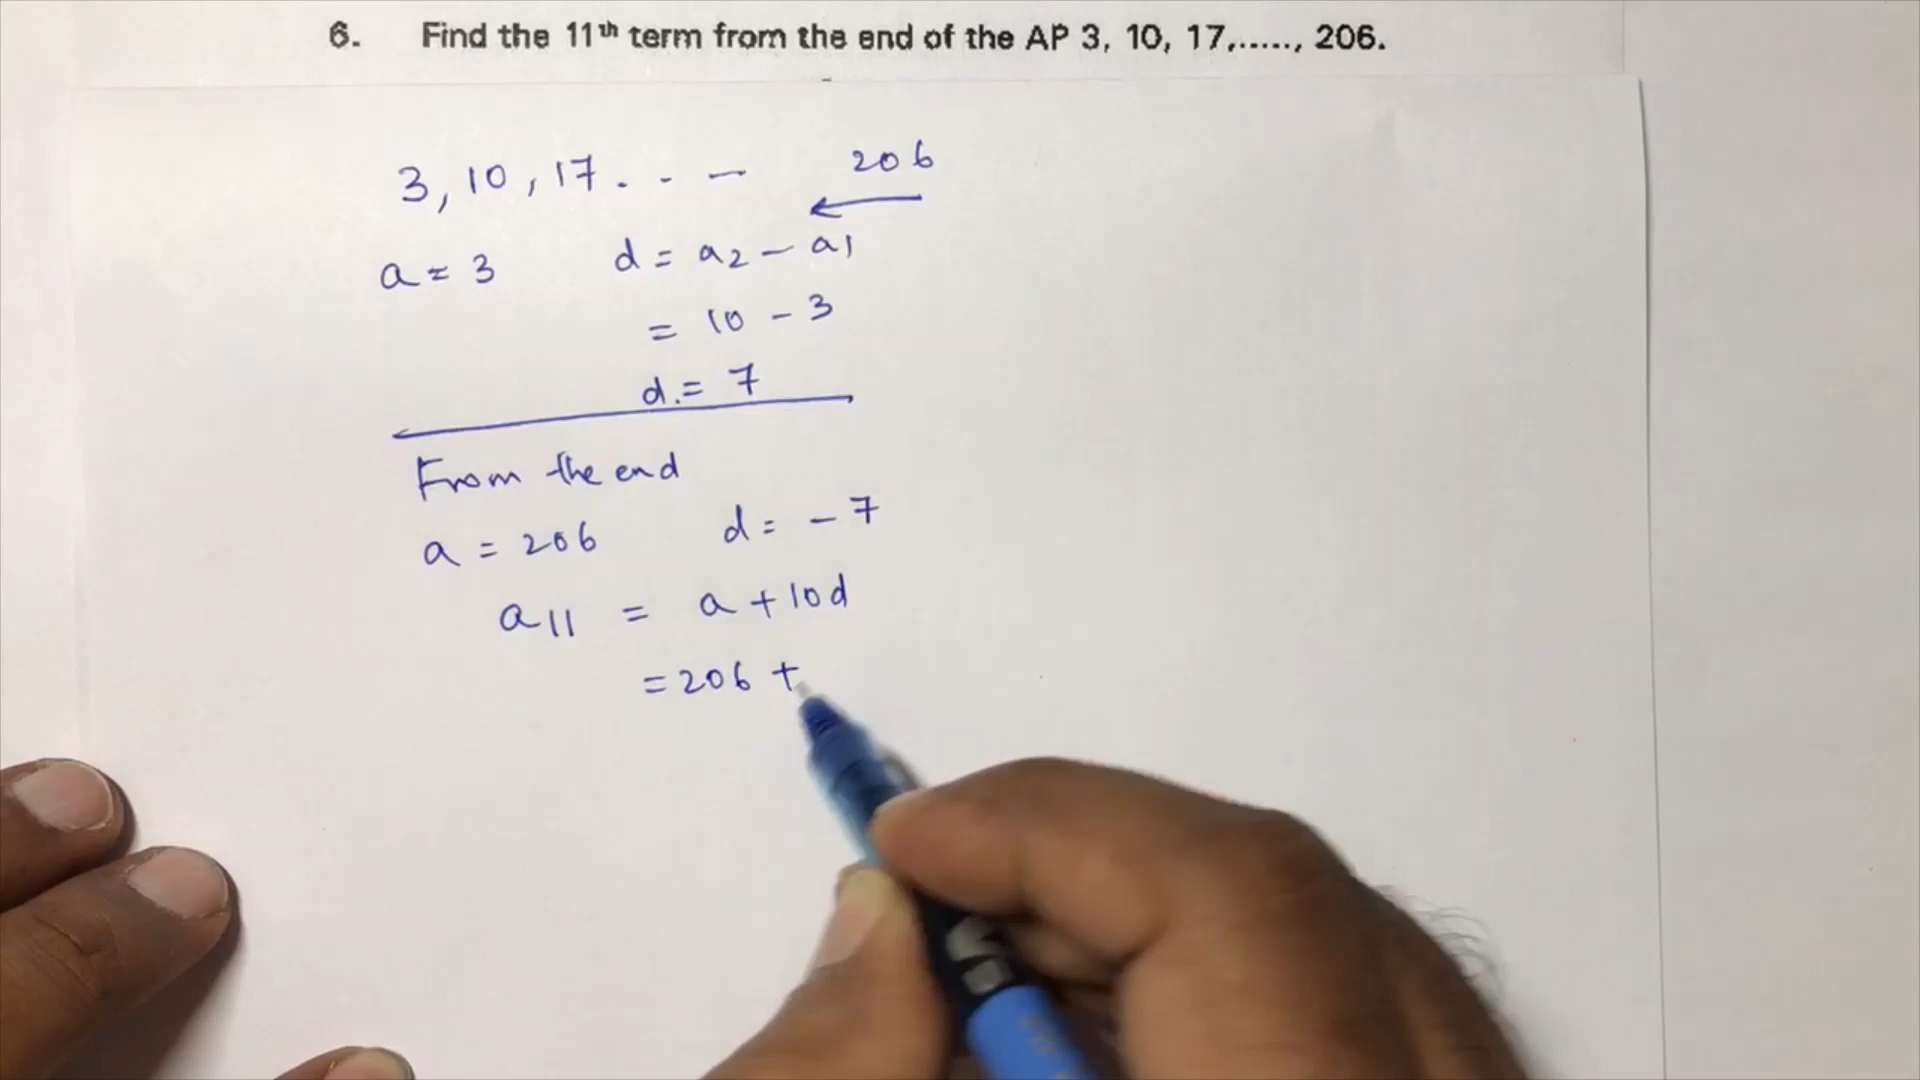 6. Find the 11th term from the end of the AP 3, 10, 17,....., 206.
3, 10, 17. - — 206
a = 3 d = a2 - a1
= 10 - 3
d. = 7
From the end
a = 206 d = - 7
a11 = a + 10d
= 206 +